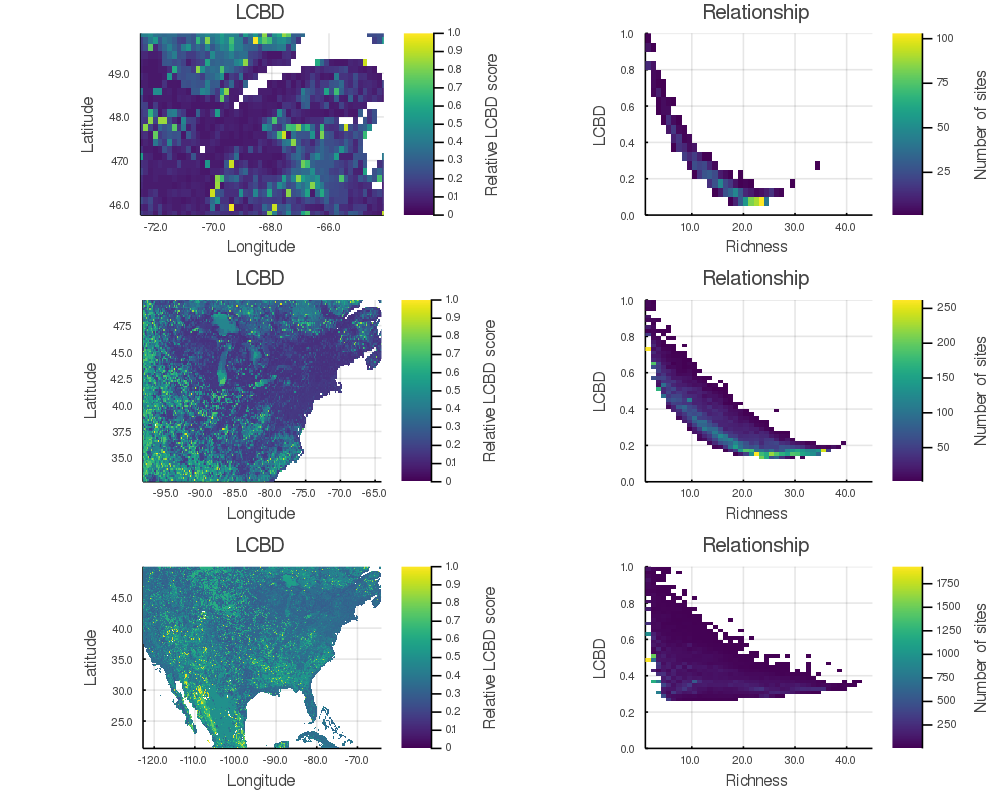 LCBD
Relationship
49.0
48.0
47.0
46.0
Latitude
-72.0 -70.0 -68.0 -66.0
Longitude
1.0
0.9
0.8
0.7
0.6
0.5
0.4
0.3
0.2
01
0
Relative LCBD score
1.0
0.8
0.6
0.4
0.2
0.0
LCBD
10.0 20.0 30.0 40.0
Richness
100
75
50
25
Number of sites
LCBD
Relationship
475
45.0
42.5
40.0
37.5
35.0
Latitude
-95.0 -90.0 -85.0 -80.0 -75.0 -70.0 -65.0
Longitude
1.0
0.9
0.8
0.7
0.6
0.5
0.4
0.3
0.2
01
0
Relative LCBD score
1.0
0.8
0.6
0.4
0.2
0.0
LCBD
10.0 20.0 30.0 40.0
Richness
250
200
150
100
50
Number of sites
LCBD
Relationship
45.0
40.0
35.0
30.0
25.0
Latitude
-120.0 -110.0 -100.0 -90.0 -80.0 -70.0
Longitude
1.0
0.9
0.8
0.7
0.6
0.5
0.4
0.3
0.2
01
0
Relative LCBD score
1.0
0.8
0.6
0.4
0.2
0.0
LCBD
10.0 20.0 30.0 40.0
Richness
1750
1500
1250
1000
750
500
250
Number of sites